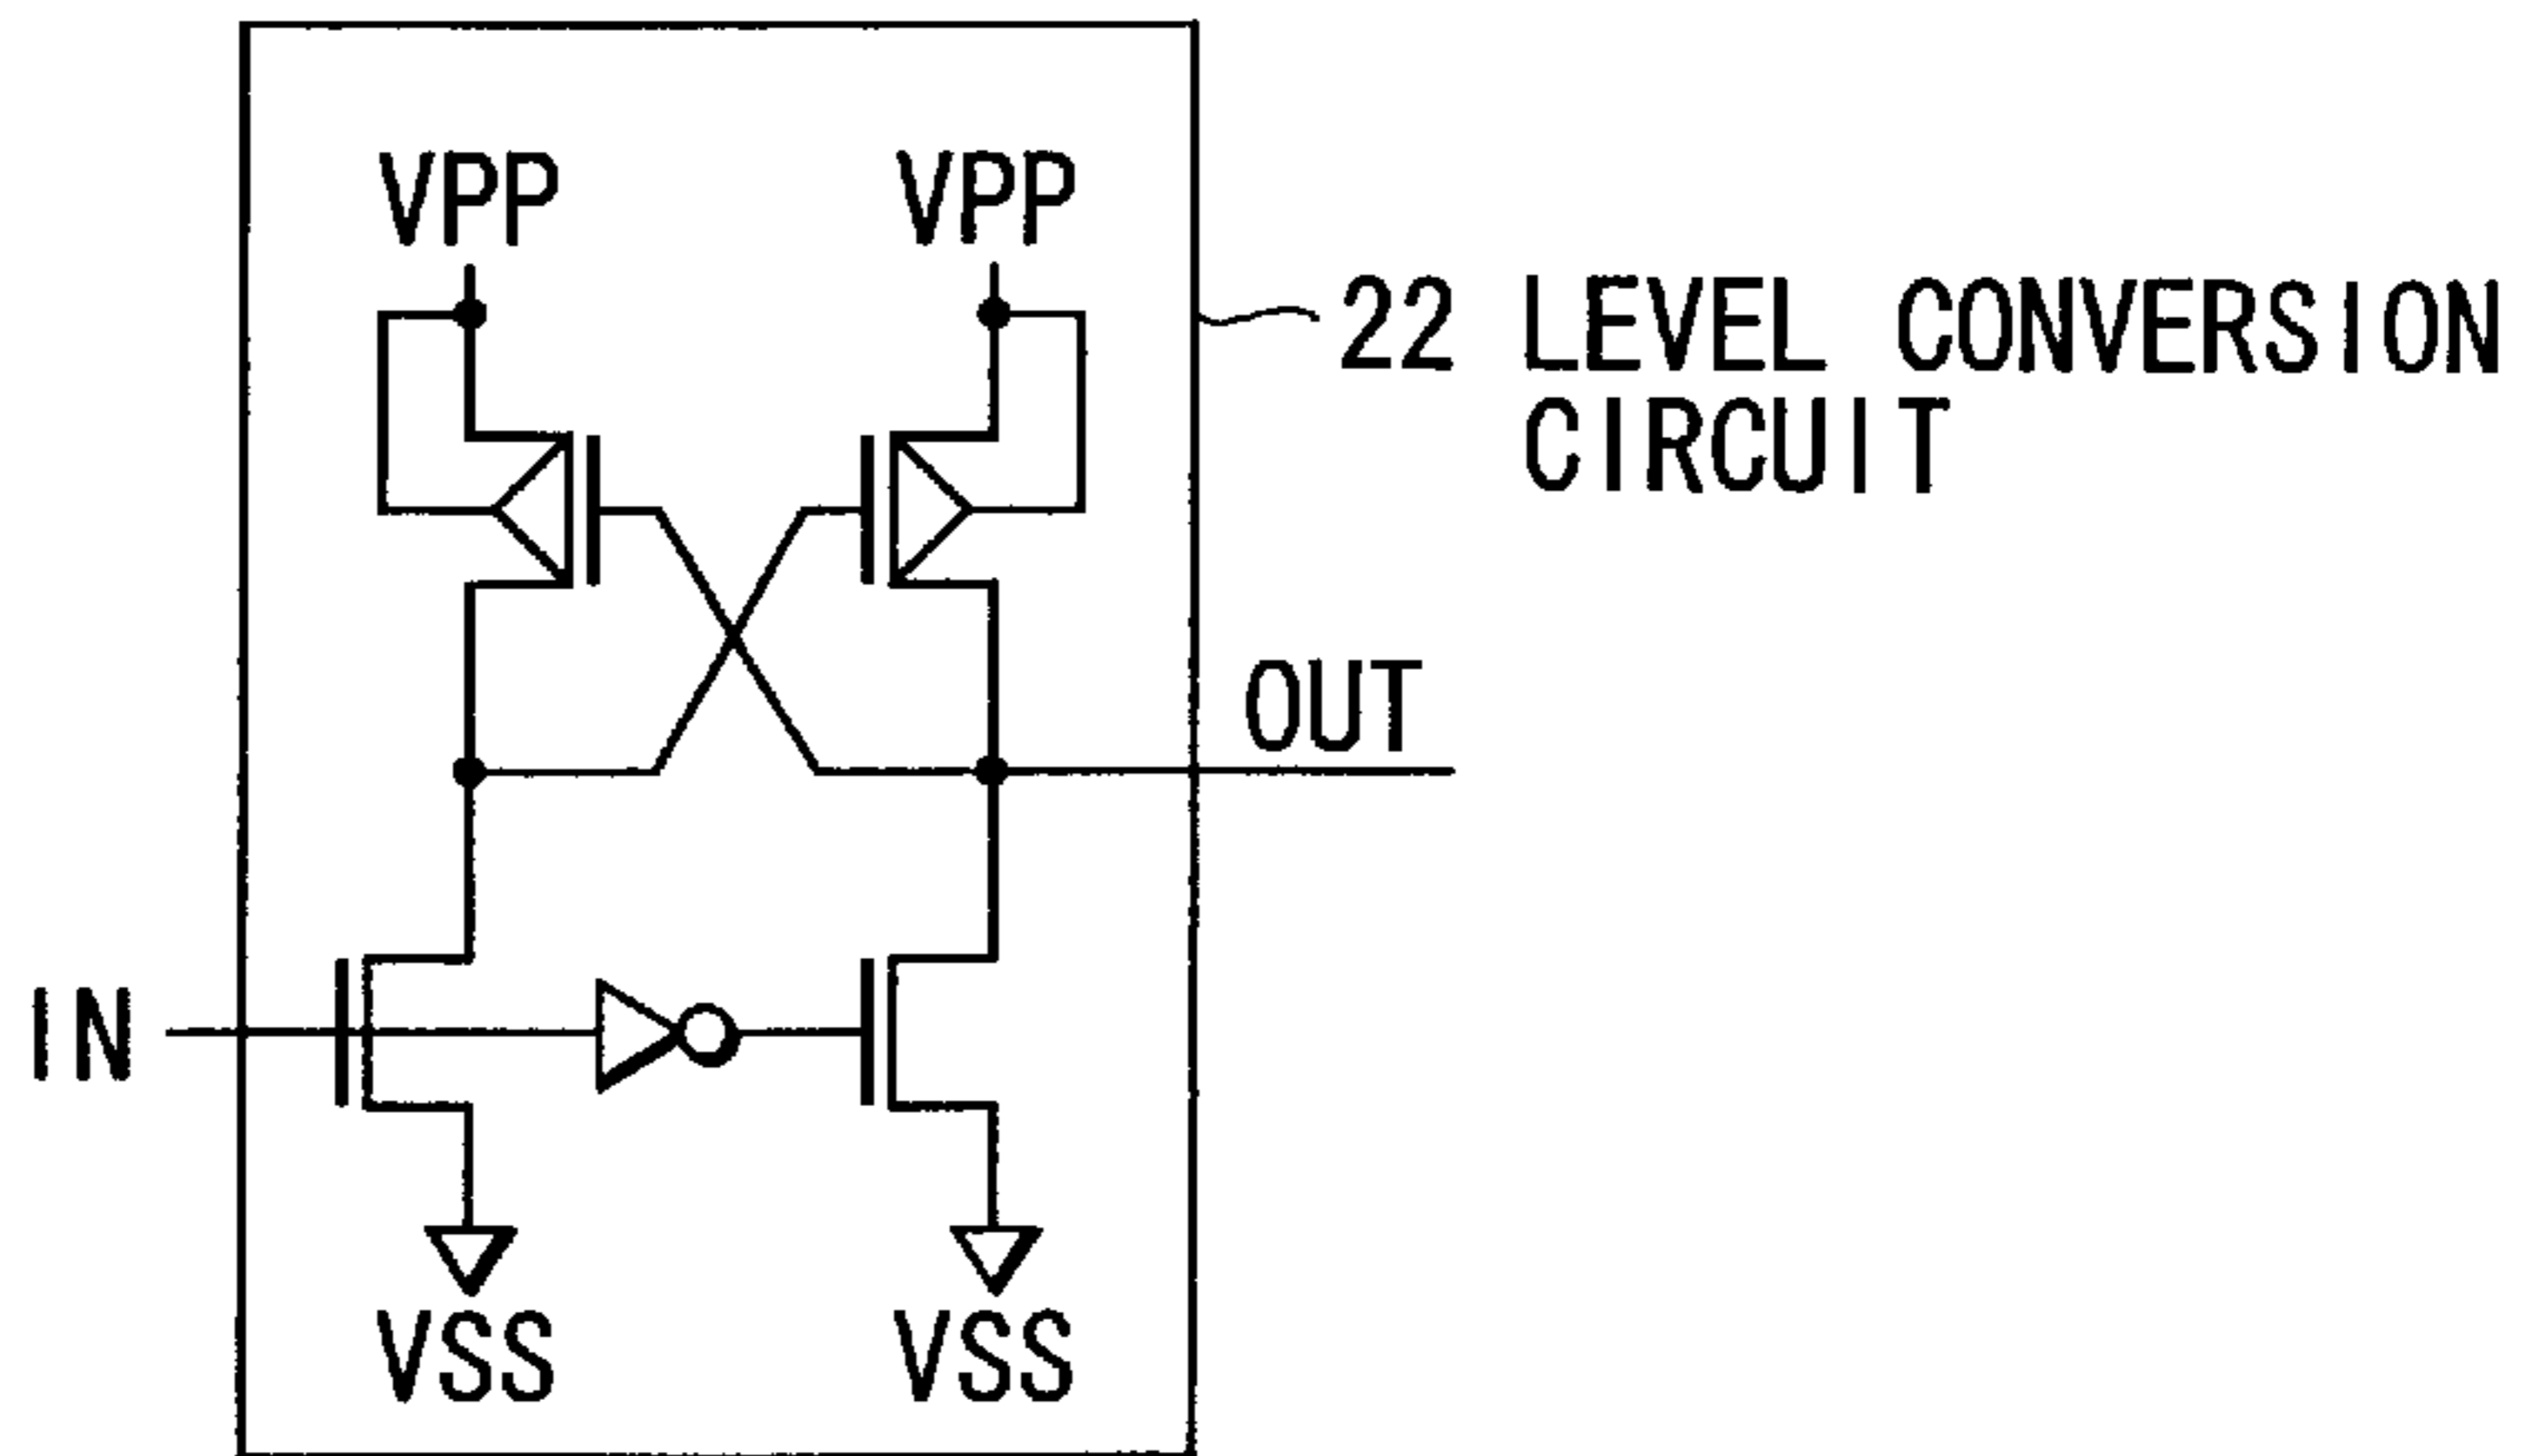 VPP VPP
22 LEVEL CONVERSION
CIRCUIT
OUT
IN
VSS VSS